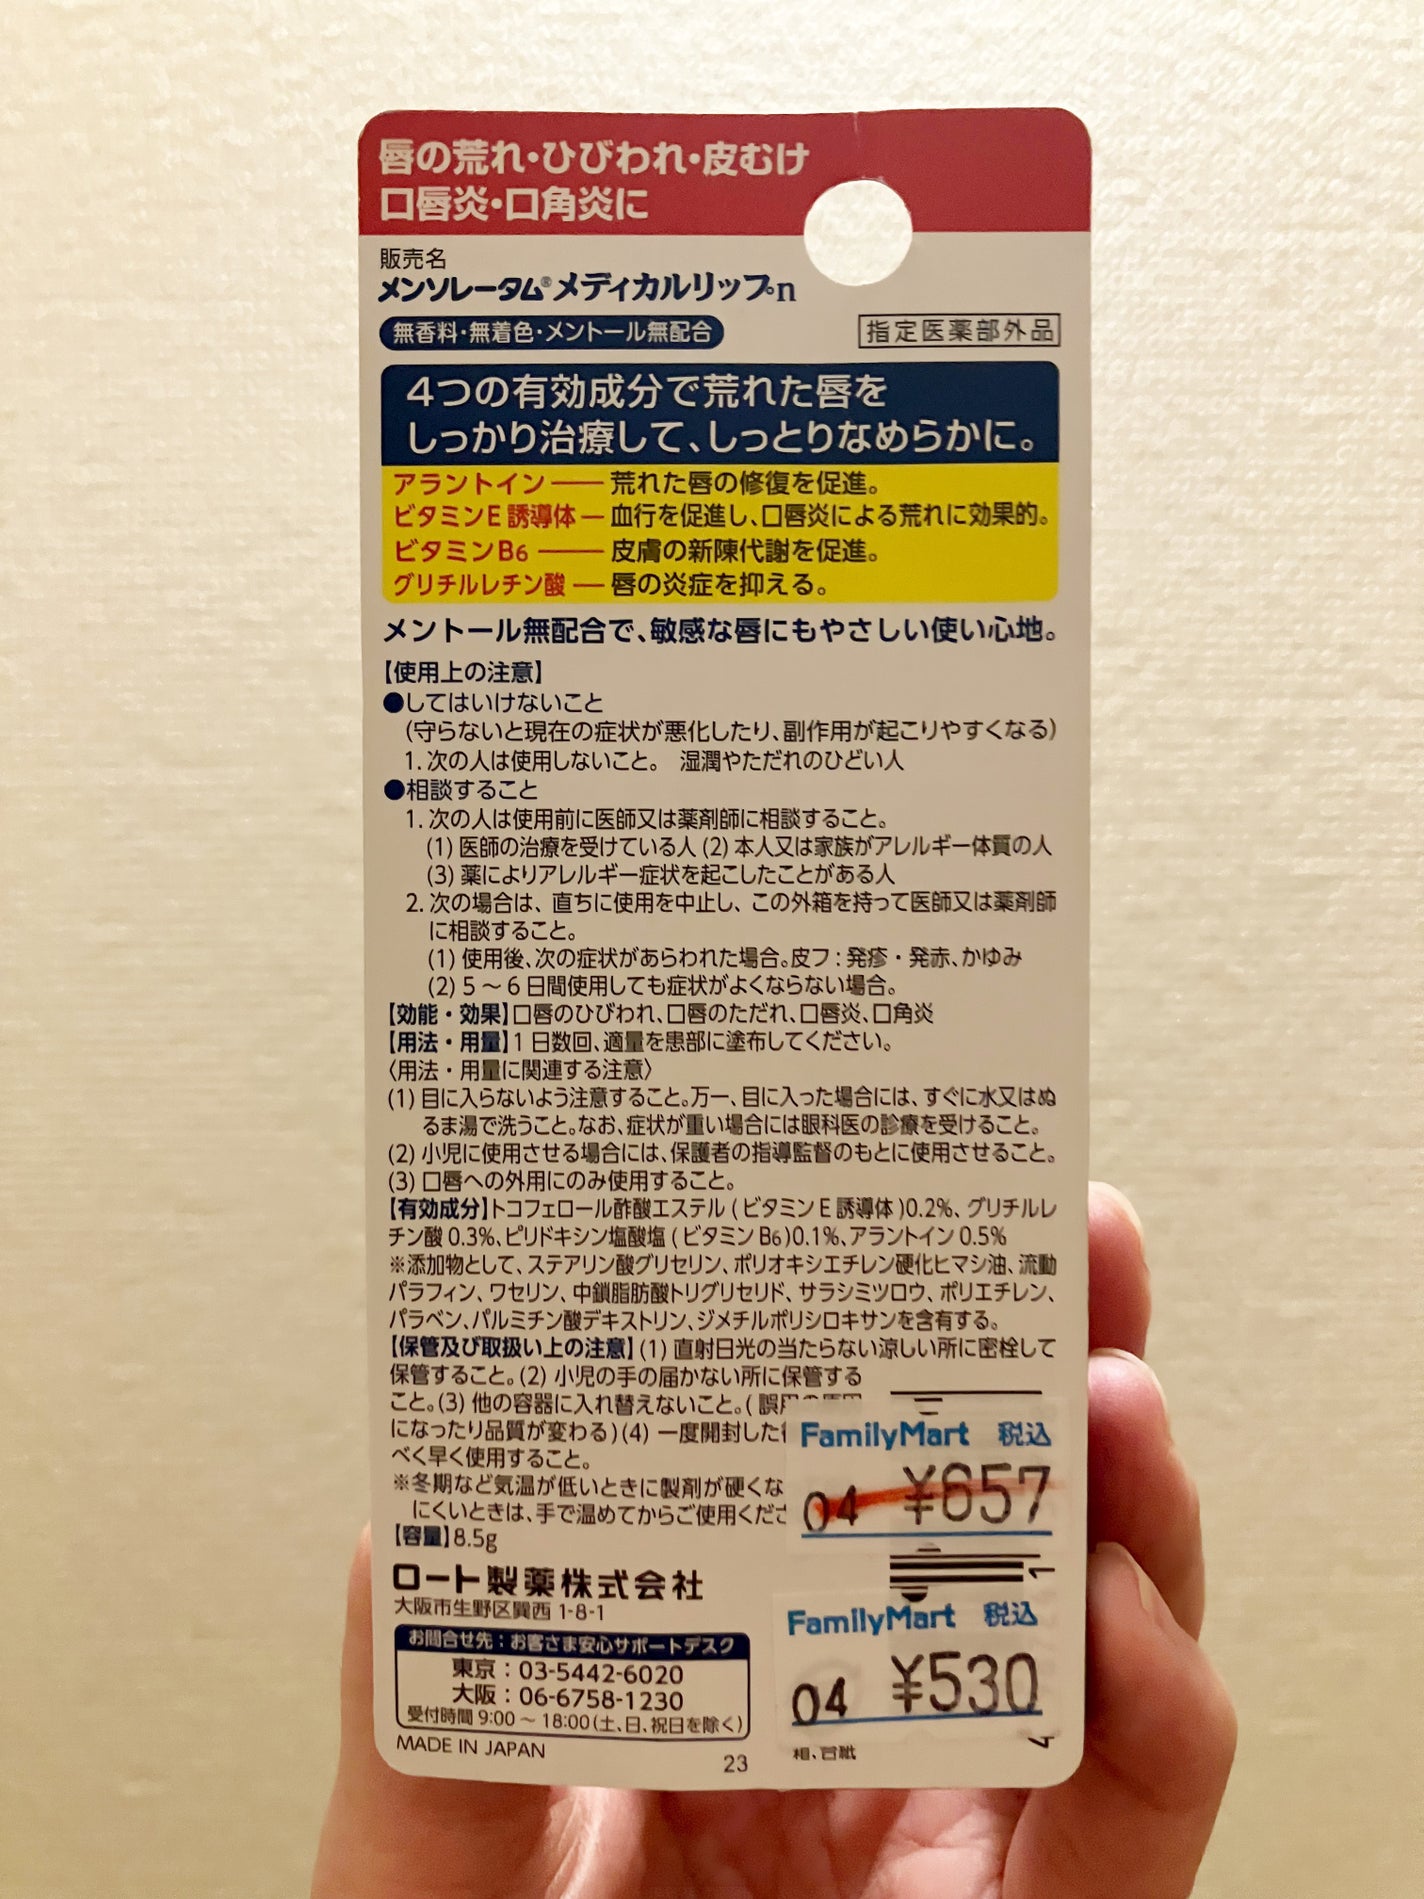 唇の荒れ・ひびわれ・皮むけ
口唇炎・口角炎に
販売名
メンソレータム®メディカルリップn
無香料・無着色・メントール無配合
指定医薬部外品
4つの有効成分で荒れた唇を
しっかり治療して、しっとりなめらかに。
アラントイン──荒れた唇の修復を促進。
ビタミンE誘導体─血行を促進し、口唇炎による荒れに効果的。
ビタミンB6───皮膚の新陳代謝を促進。
グリチルレチン酸─唇の炎症を抑える。
メントール無配合で、敏感な唇にもやさしい使い心地。
【使用上の注意】
●してはいけないこと
(守らないと現在の症状が悪化したり、副作用が起こりやすくなる)
1. 次の人は使用しないこと。 湿潤やただれのひどい人
●相談すること
1. 次の人は使用前に医師又は薬剤師に相談すること。
(1) 医師の治療を受けている人 (2) 本人又は家族がアレルギー体質の人
(3) 薬によりアレルギー症状を起こしたことがある人
2. 次の場合は、直ちに使用を中止し、この外箱を持って医師又は薬剤師
に相談すること。
(1) 使用後、次の症状があらわれた場合。皮フ:発疹・発赤、かゆみ
(2) 5～6日間使用しても症状がよくならない場合。
【効能・効果】口唇のひびわれ、口唇のただれ、口唇炎、口角炎
【用法・用量】1日数回、適量を患部に塗布してください。
〈用法・用量に関連する注意〉
(1) 目に入らないよう注意すること。万一、目に入った場合には、すぐに水又はぬ
るま湯で洗うこと。なお、症状が重い場合には眼科医の診療を受けること。
(2) 小児に使用させる場合には、保護者の指導監督のもとに使用させること。
(3) 口唇への外用にのみ使用すること。
【有効成分】トコフェロール酢酸エステル(ビタミンE誘導体)0.2%、グリチルレ
チン酸0.3%、ピリドキシン塩酸塩(ビタミンB6)0.1%、アラントイン0.5%
※添加物として、ステアリン酸グリセリン、ポリオキシエチレン硬化ヒマシ油、流動
パラフィン、ワセリン、中鎖脂肪酸トリグリセリド、サラシミツロウ、ポリエチレン、
パラベン、パルミチン酸デキストリン、ジメチルポリシロキサンを含有する。
【保管及び取扱い上の注意】(1) 直射日光の当たらない涼しい所に密栓して
保管すること。(2) 小児の手の届かない所に保管する
こと。(3) 他の容器に入れ替えないこと。(誤用の原因
になったり品質が変わる)(4) 一度開封した
べく早く使用すること。
※冬期など気温が低いときに製剤が硬くな
にくいときは、手で温めてからご使用くださ
【容量】8.5g
FamilyMart 税込
04 ¥657
FamilyMart 税込
04 ¥530
ロート製薬株式会社
大阪市生野区巽西 1-8-1
お問合せ先:お客さま安心サポートデスク
東京:03-5442-6020
大阪:06-6758-1230
受付時間 9:00～18:00(土、日、祝日を除く)
MADE IN JAPAN
23